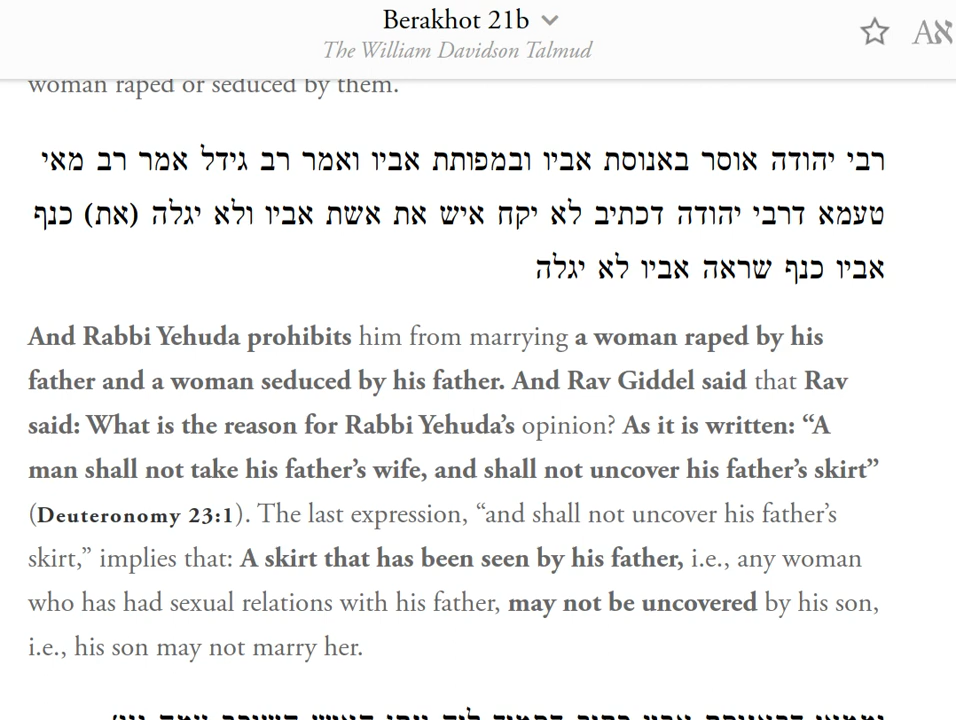 Berakhot 21b
The William Davidson Talmud
Aא
woman raped or seduced by them.
רבי יהודה אוסר באנוסת אביו ובמפותת אביו ואמר רב גידל אמר רב מאי
טעמא דרבי יהודה דכתיב לא יקח איש את אשת אביו ולא יגלה (את) כנף
אביו כנף שראה אביו לא יגלה
And Rabbi Yehuda prohibits him from marrying a woman raped by his
father and a woman seduced by his father. And Rav Giddel said that Rav
said: What is the reason for Rabbi Yehuda’s opinion? As it is written: “A
man shall not take his father’s wife, and shall not uncover his father’s skirt”
(Deuteronomy 23:1). The last expression, “and shall not uncover his father’s
skirt,” implies that: A skirt that has been seen by his father, i.e., any woman
who has had sexual relations with his father, may not be uncovered by his son,
i.e., his son may not marry her.